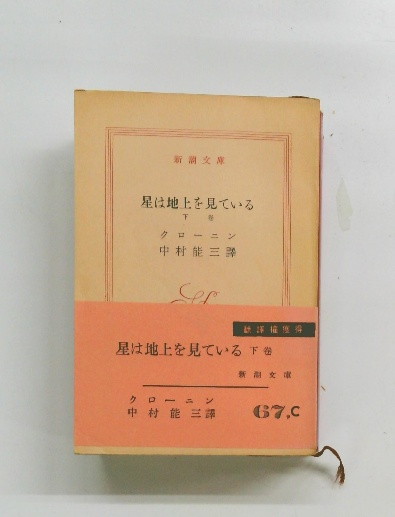 新潮文庫
星は地上を見ている
下巻
クローニン
中村能三譯
翻譯権獲得
星は地上を見ている 下巻
新潮文庫
クローニン
中村能三譯
67.C